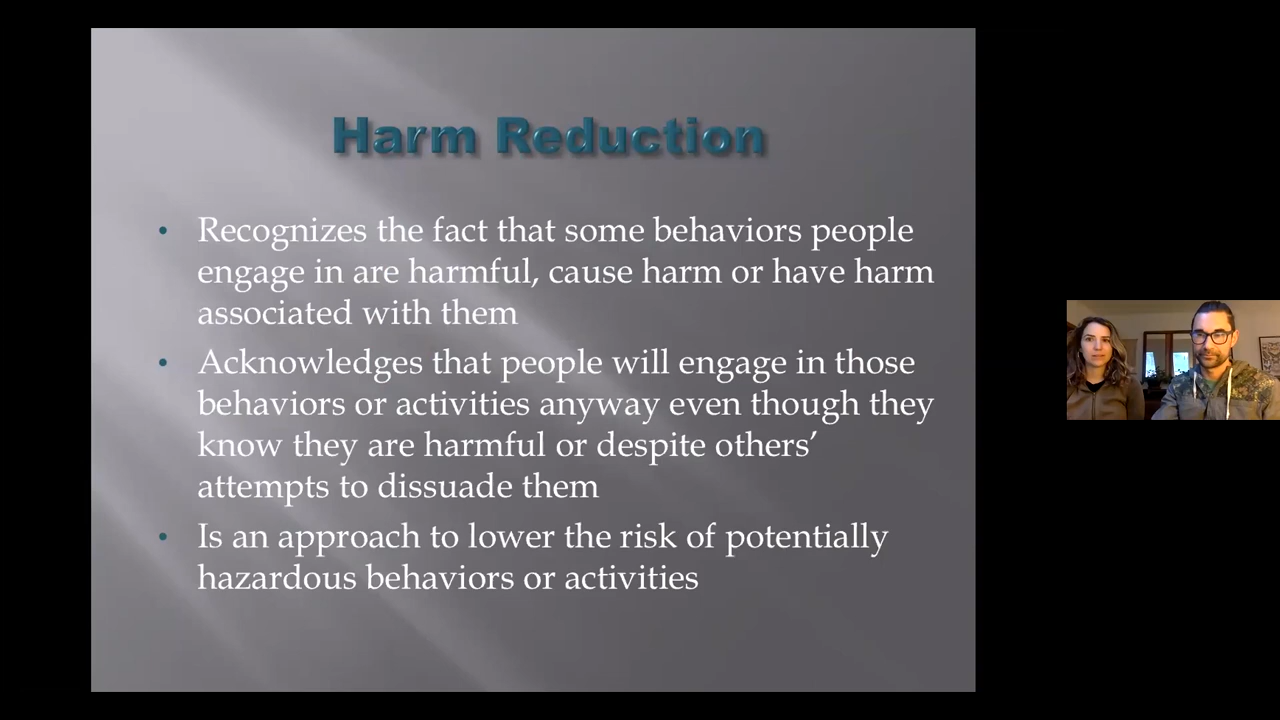 Harm Reduction
• Recognizes the fact that some behaviors people
engage in are harmful, cause harm or have harm
associated with them
• Acknowledges that people will engage in those
behaviors or activities anyway even though they
know they are harmful or despite others’
attempts to dissuade them
• Is an approach to lower the risk of potentially
hazardous behaviors or activities